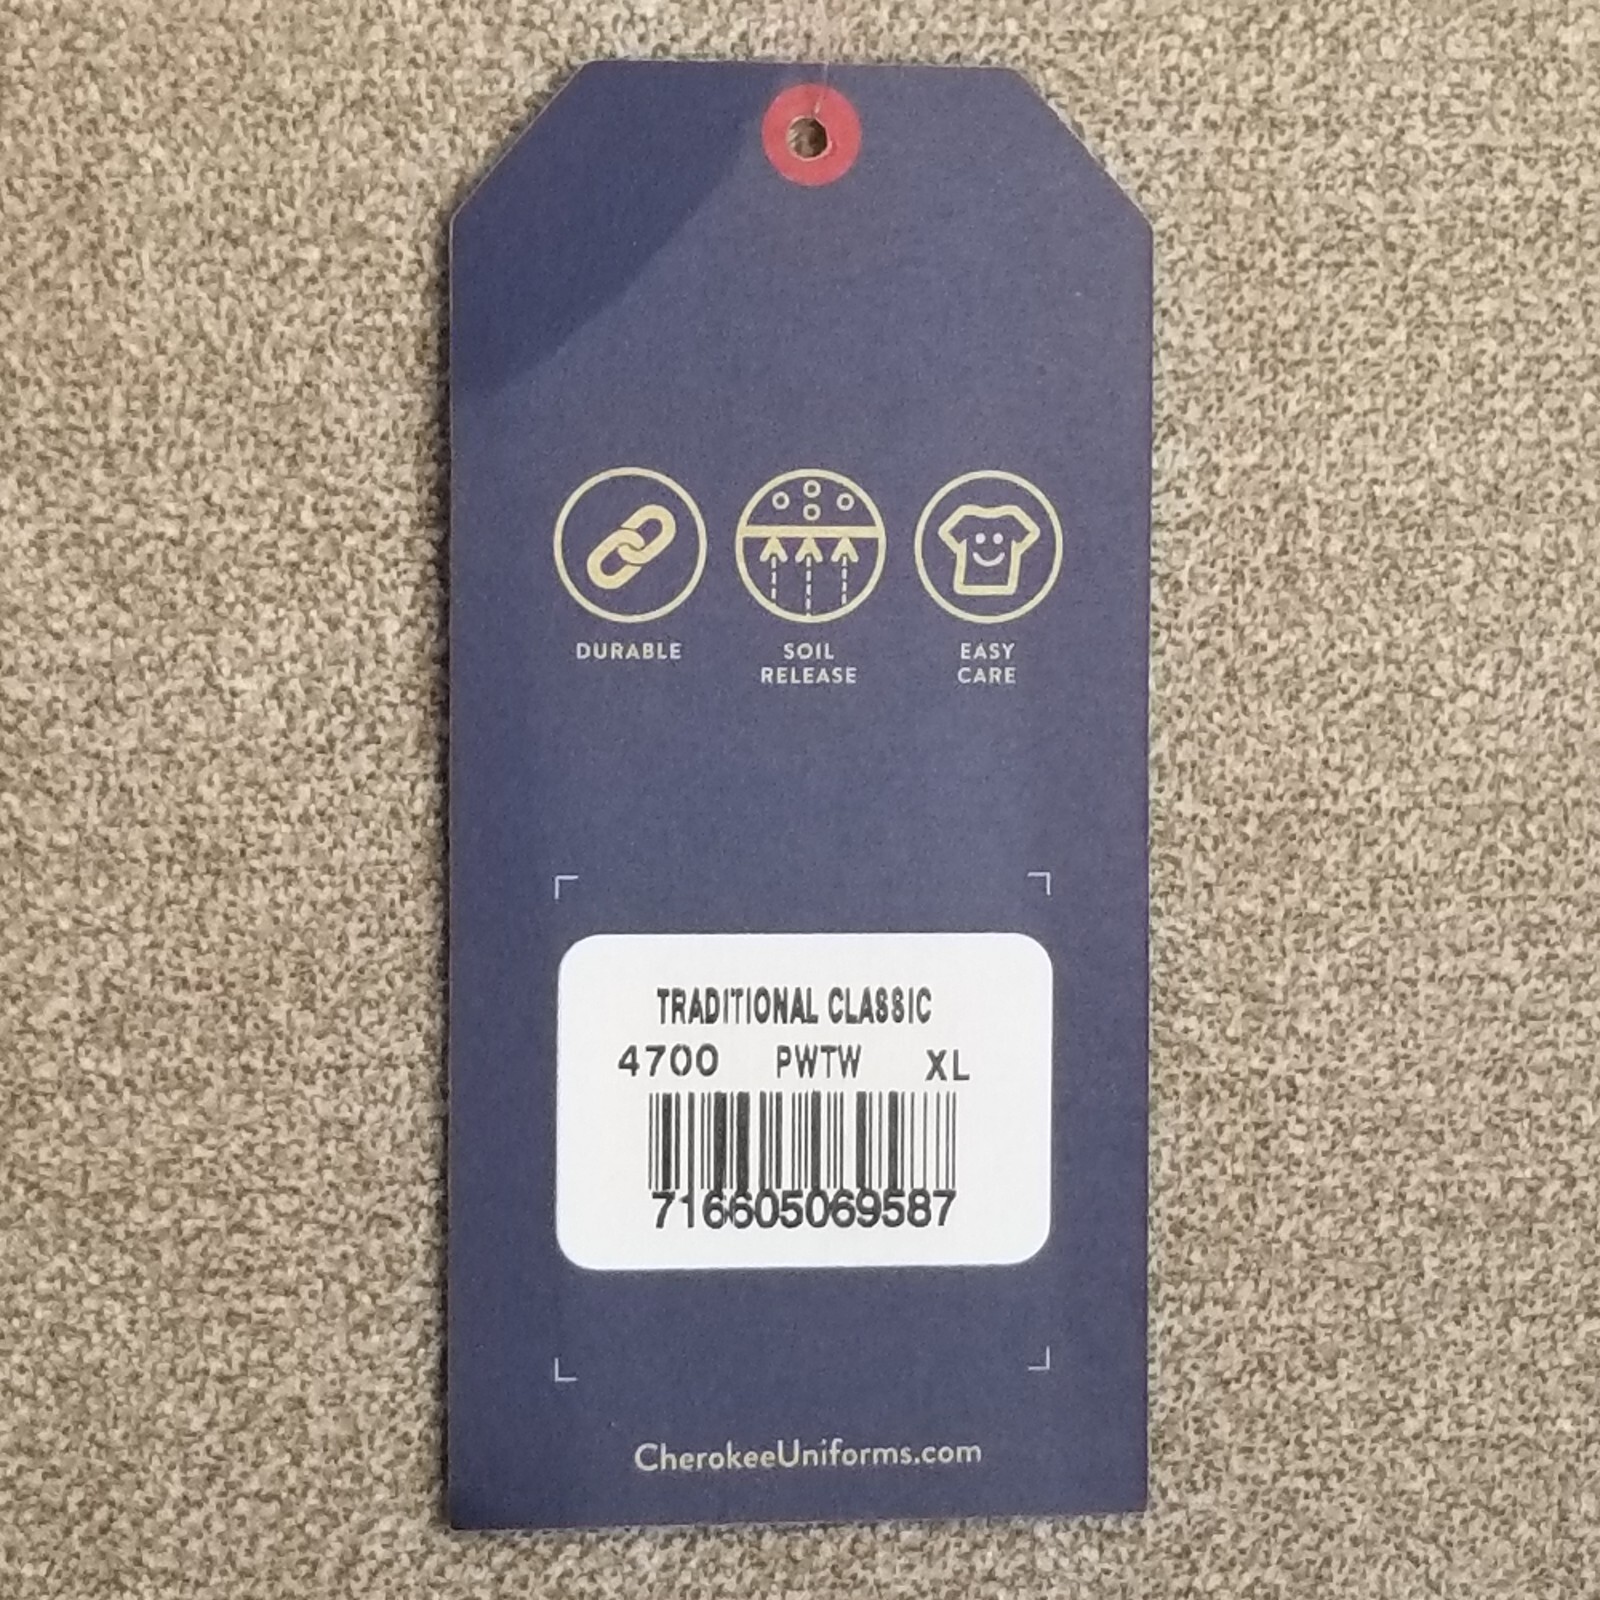 DURABLE
SOIL
RELEASE
EASY
CARE
TRADITIONAL CLASSIC
4700 PWTW XL
716605069587
CherokeeUniforms.com